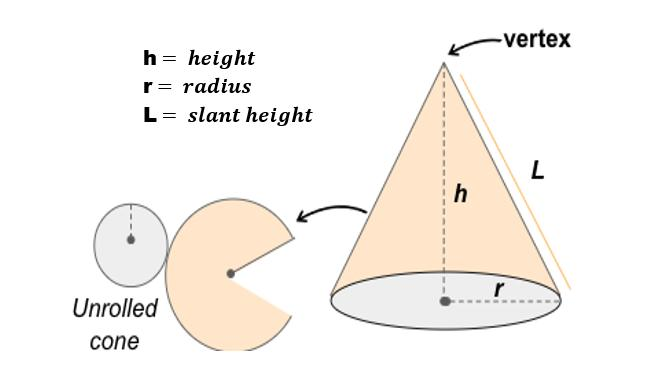 vertex
h = height
r = radius
L = slant height
L
h
r
Unrolled
cone